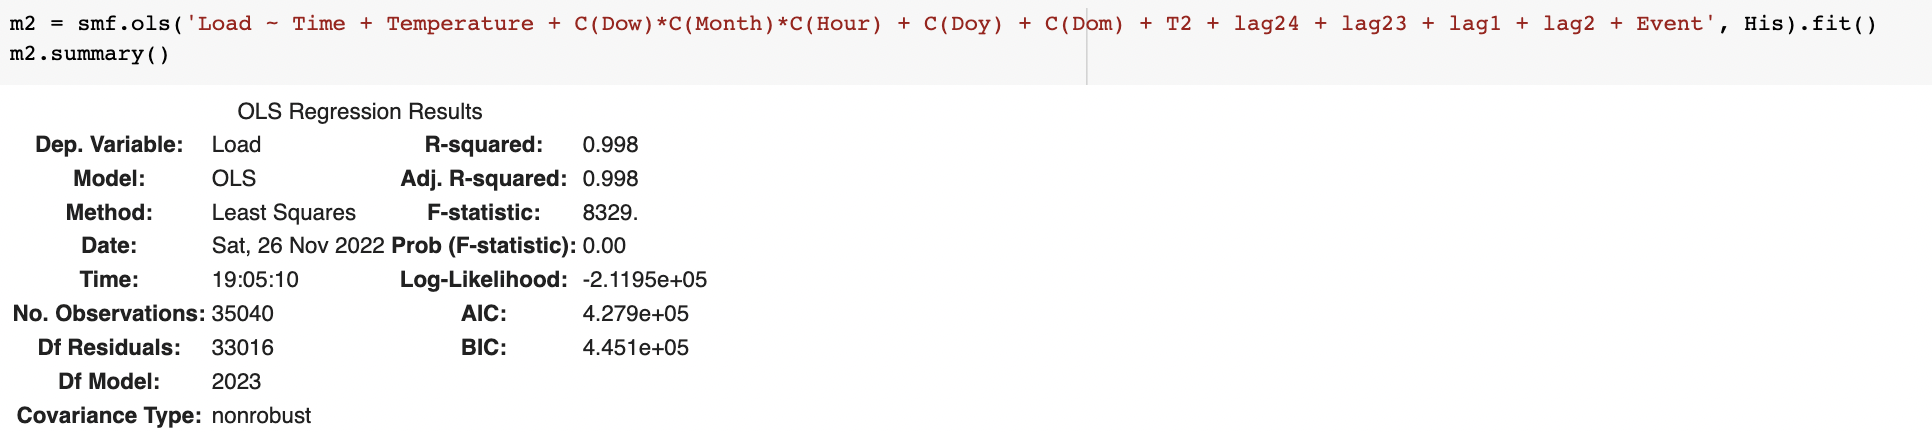 m2 = smf.ols('Load ~ Time + Temperature + C(Dow)*C(Month)*C(Hour) + C(Doy) + C(Dom) + T2 + lag24 + lag23 + lag1 + lag2 + Event', His).fit()
m2.summary()
OLS Regression Results
Dep. Variable: Load R-squared: 0.998
Model: OLS Adj. R-squared: 0.998
Method: Least Squares F-statistic: 8329.
Date: Sat, 26 Nov 2022 Prob (F-statistic): 0.00
Time: 19:05:10 Log-Likelihood: -2.1195e+05
No. Observations: 35040 AIC: 4.279e+05
Df Residuals: 33016 BIC: 4.451e+05
Df Model: 2023
Covariance Type: nonrobust